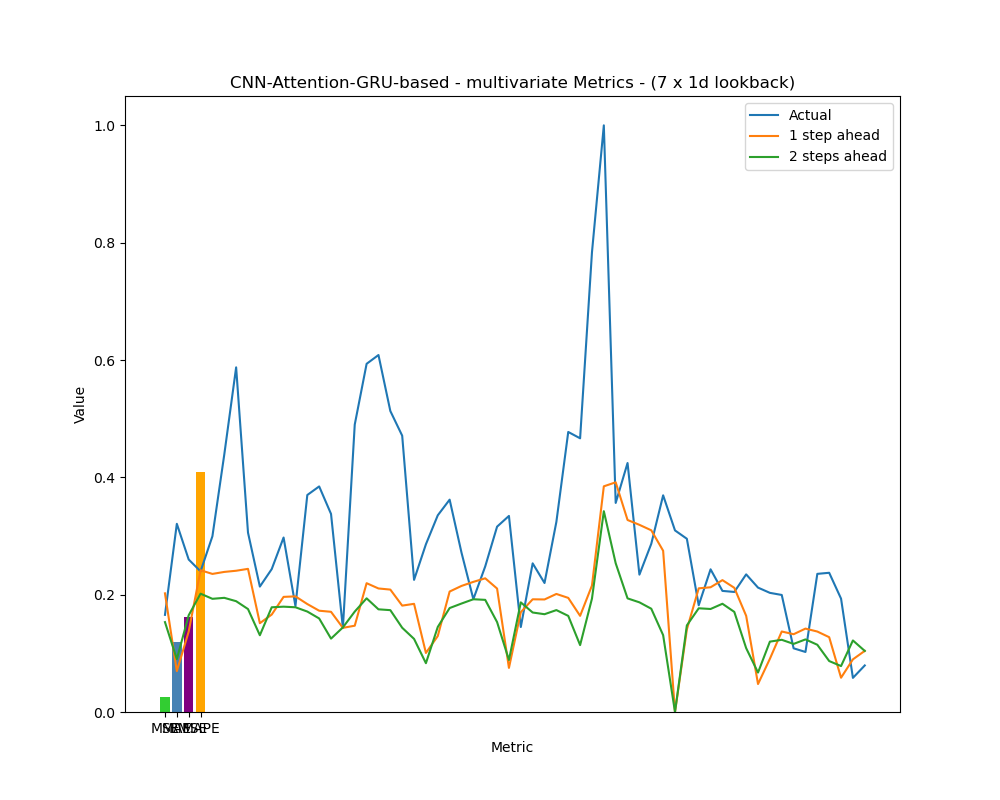 CNN-Attention-GRU-based - multivariate Metrics - (7 x 1d lookback)
Actual
1 step ahead
2 steps ahead
1.0
0.8
0.6
0.4
0.2
0.0
Value
Metric